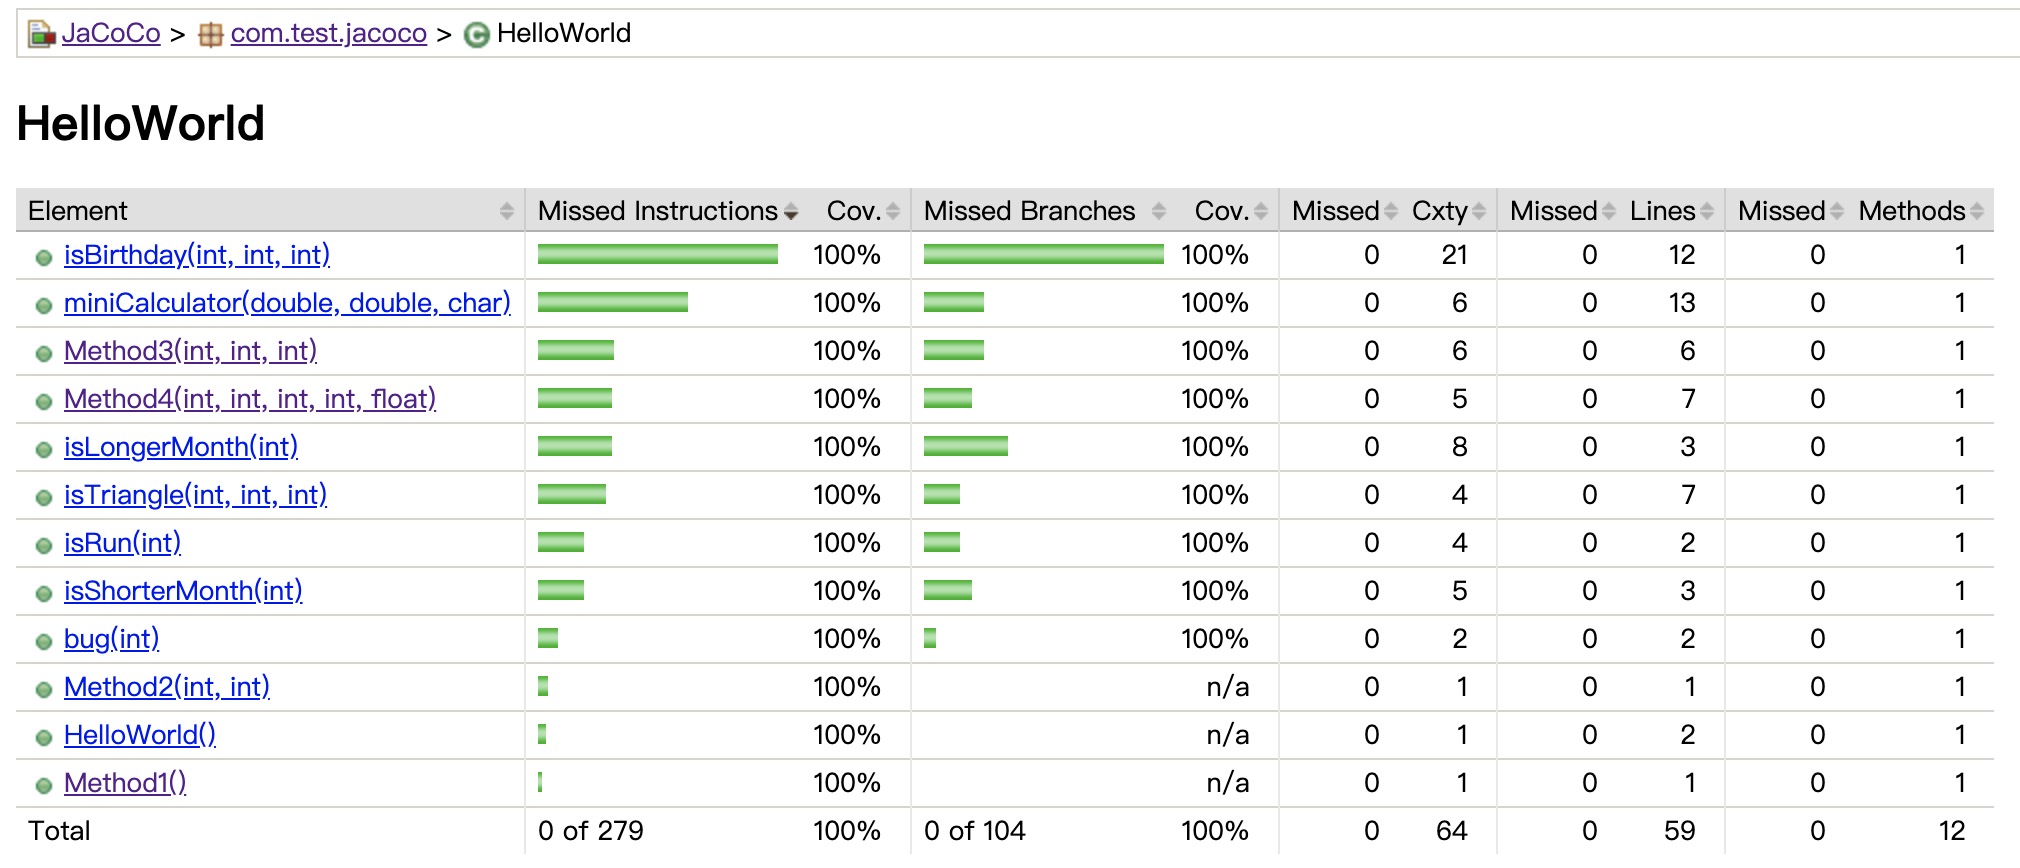 JaCoCo > com.test.jacoco > HelloWorld
HelloWorld
Element Missed Instructions Cov. Missed Branches Cov. Missed Cxty Missed Lines Missed Methods
isBirthday(int, int, int) 100% 100% 0 21 0 12 0 1
miniCalculator(double, double, char) 100% 100% 0 6 0 13 0 1
Method3(int, int, int) 100% 100% 0 6 0 6 0 1
Method4(int, int, int, int, float) 100% 100% 0 5 0 7 0 1
isLongerMonth(int) 100% 100% 0 8 0 3 0 1
isTriangle(int, int, int) 100% 100% 0 4 0 7 0 1
isRun(int) 100% 100% 0 4 0 2 0 1
isShorterMonth(int) 100% 100% 0 5 0 3 0 1
bug(int) 100% 100% 0 2 0 2 0 1
Method2(int, int) 100% n/a 0 1 0 1 0 1
HelloWorld() 100% n/a 0 1 0 2 0 1
Method1() 100% n/a 0 1 0 1 0 1
Total 0 of 279 100% 0 of 104 100% 0 64 0 59 0 12